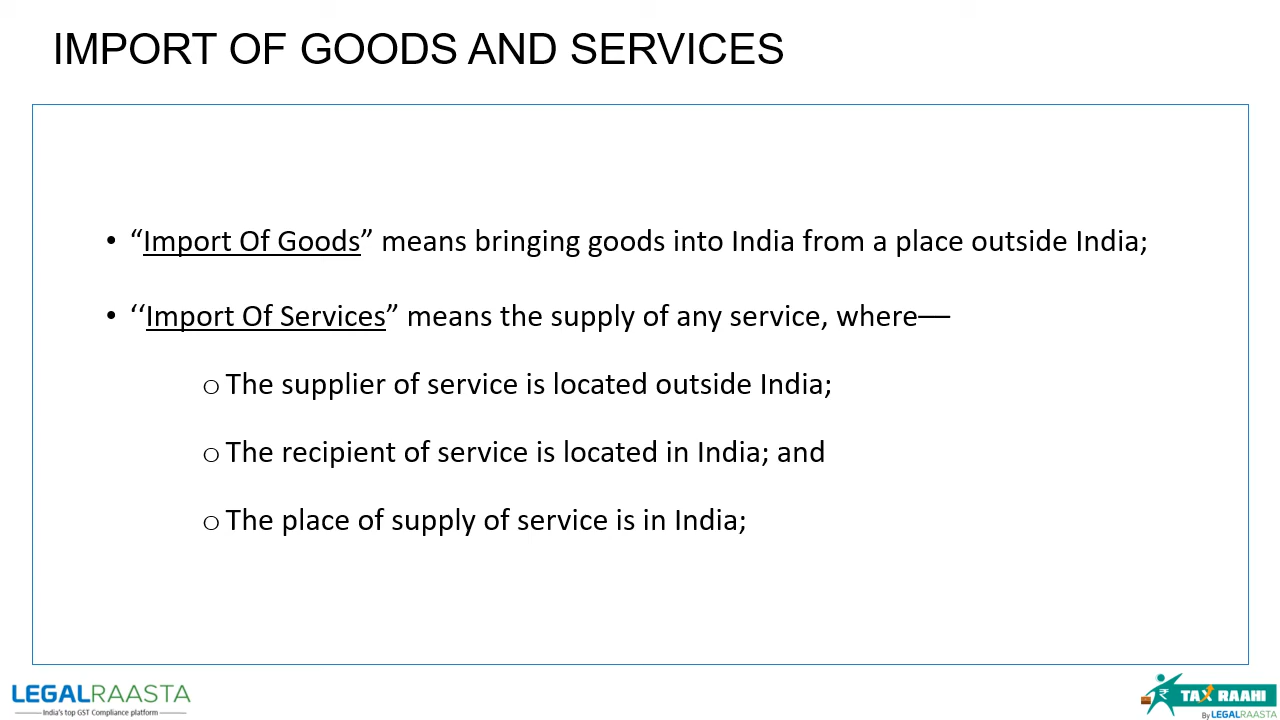 IMPORT OF GOODS AND SERVICES
• “Import Of Goods” means bringing goods into India from a place outside India;
• ‘‘Import Of Services” means the supply of any service, where––
o The supplier of service is located outside India;
o The recipient of service is located in India; and
o The place of supply of service is in India;
LEGALRAASTA
India's top GST Compliance platform
₹ TAX RAAHI
By LEGALRAASTA